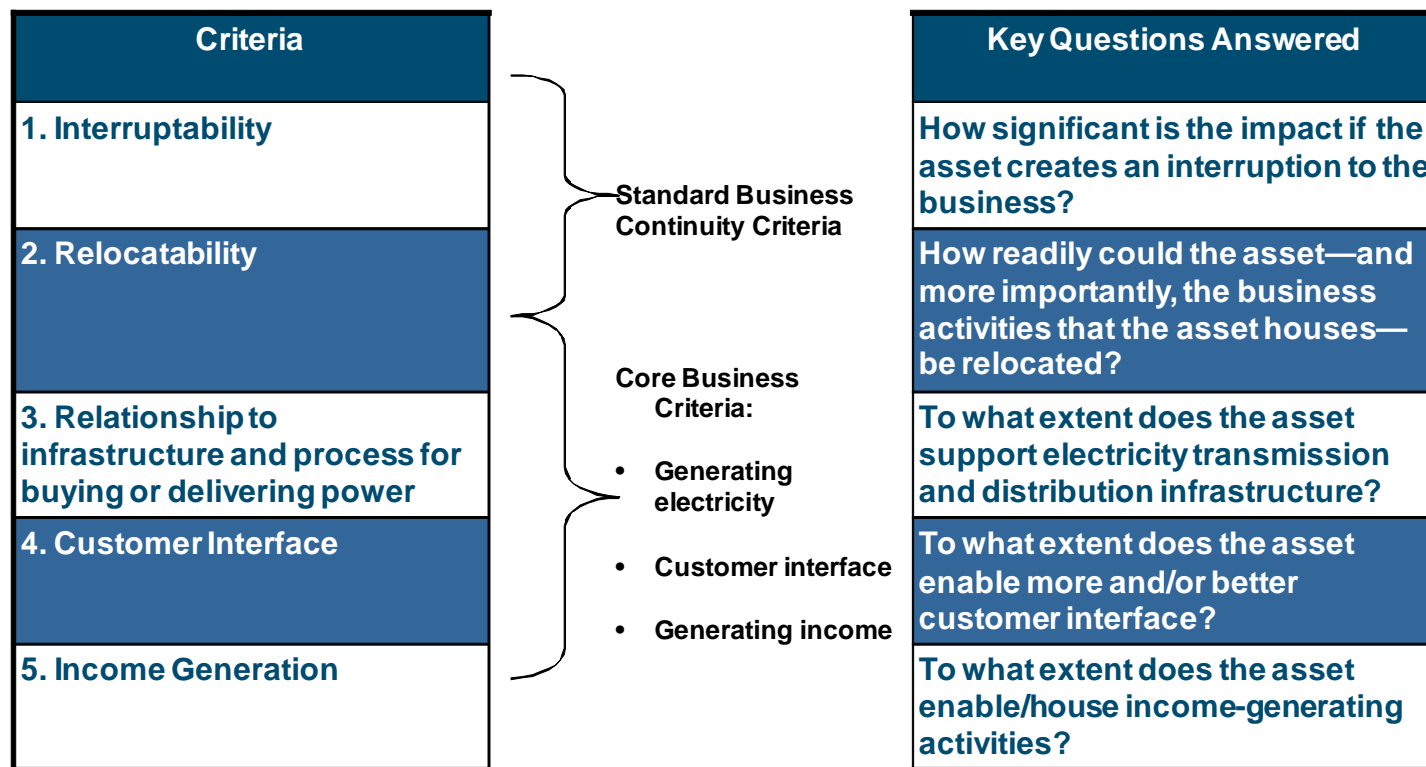 Criteria
1. Interruptability
2. Relocatability
3. Relationship to
infrastructure and process for
buying or delivering power
4. Customer Interface
5. Income Generation
Standard Business
Continuity Criteria
Core Business
Criteria:
• Generating
electricity
• Customer interface
• Generating income
Key Questions Answered
How significant is the impact if the
asset creates an interruption to the
business?
How readily could the asset—and
more importantly, the business
activities that the asset houses—
be relocated?
To what extent does the asset
support electricity transmission
and distribution infrastructure?
To what extent does the asset
enable more and/or better
customer interface?
To what extent does the asset
enable/house income-generating
activities?